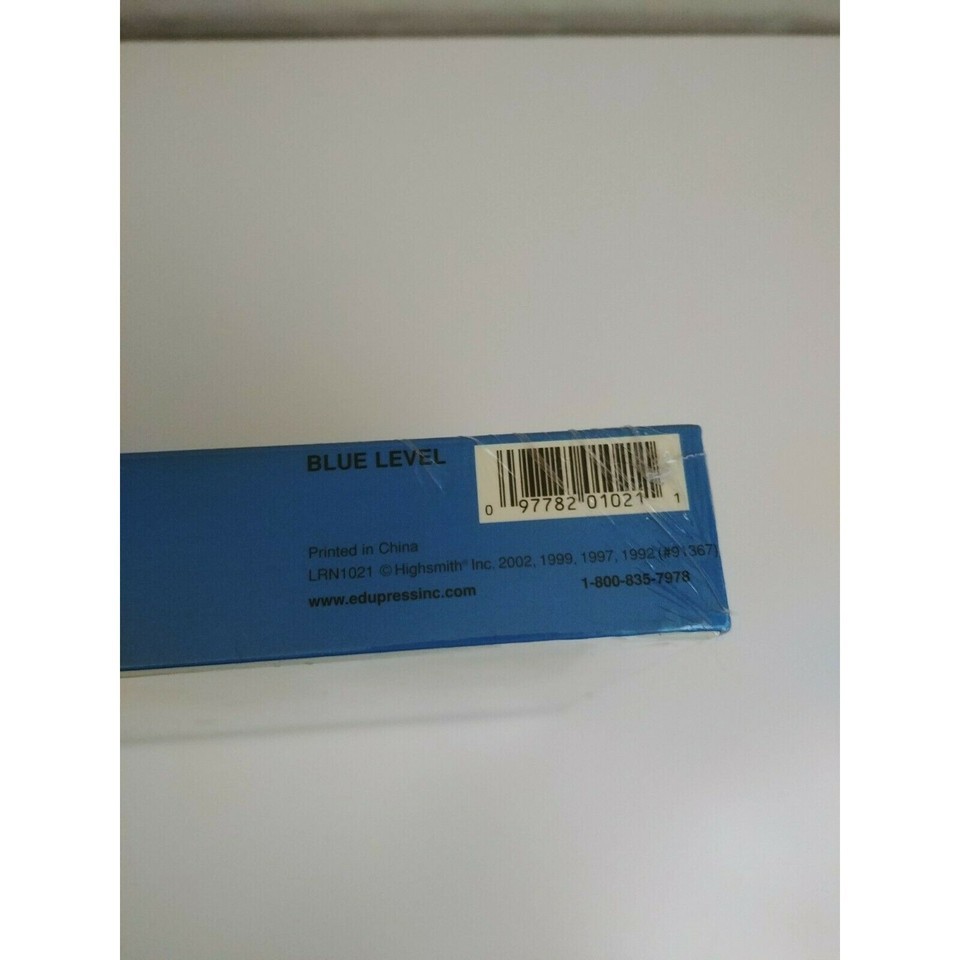 BLUE LEVEL
0 97782 01021 1
Printed in China
LRN1021 © Highsmith® Inc. 2002, 1999, 1997, 1992 (#91367)
www.edupressinc.com 1-800-835-7978